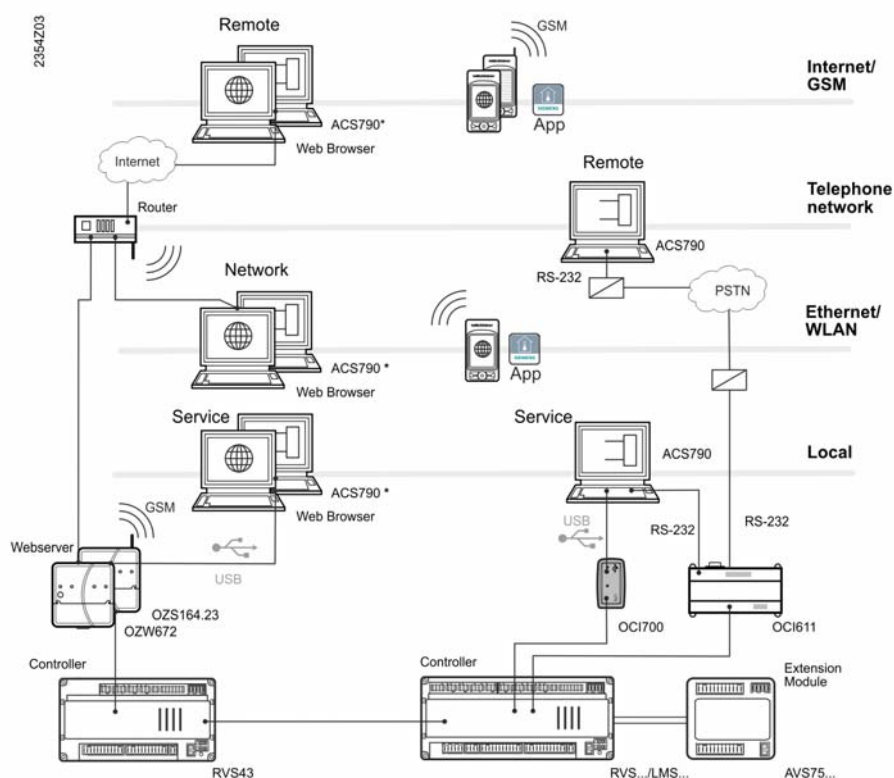 2354Z03
Remote
GSM
Internet/
GSM
ACS790*
SIEMENS
App
Web Browser
Internet
Remote
Router
Telephone
network
ACS790
RS-232
Network
PSTN
Ethernet/
WLAN
ACS790 *
SIEMENS
App
Web Browser
Service
Service
ACS790
Local
ACS790 *
GSM
Web Browser
USB
RS-232
RS-232
Webserver
USB
OZS164.23
OZW672
OCI700
OCI611
Controller
Controller
Extension
Module
RVS43
RVS.../LMS...
AVS75...